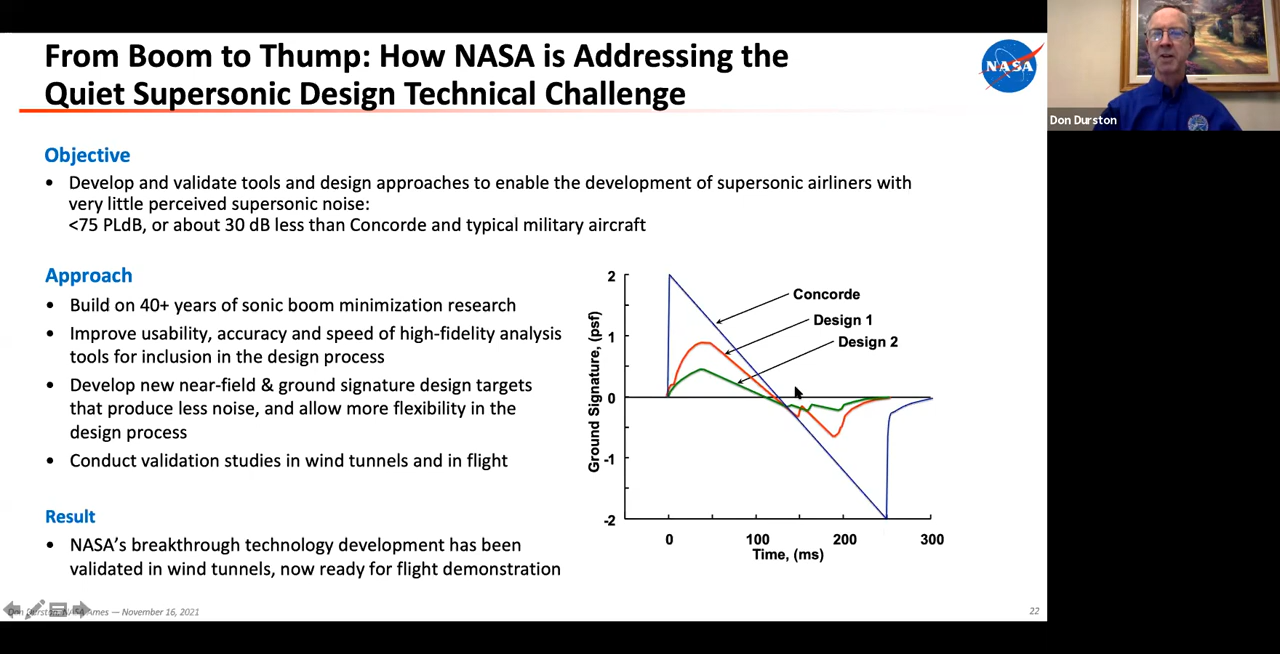 From Boom to Thump: How NASA is Addressing the
Quiet Supersonic Design Technical Challenge
NASA
Don Durston
Objective
• Develop and validate tools and design approaches to enable the development of supersonic airliners with
very little perceived supersonic noise:
<75 PLdB, or about 30 dB less than Concorde and typical military aircraft
Approach
• Build on 40+ years of sonic boom minimization research
• Improve usability, accuracy and speed of high-fidelity analysis
tools for inclusion in the design process
• Develop new near-field & ground signature design targets
that produce less noise, and allow more flexibility in the
design process
• Conduct validation studies in wind tunnels and in flight
Result
• NASA's breakthrough technology development has been
validated in wind tunnels, now ready for flight demonstration
Ground Signature, (psf)
2
1
0
-1
-2
Concorde
Design 1
Design 2
0 100 200 300
Time, (ms)
Don Durston, NASA Ames — November 16, 2021
22